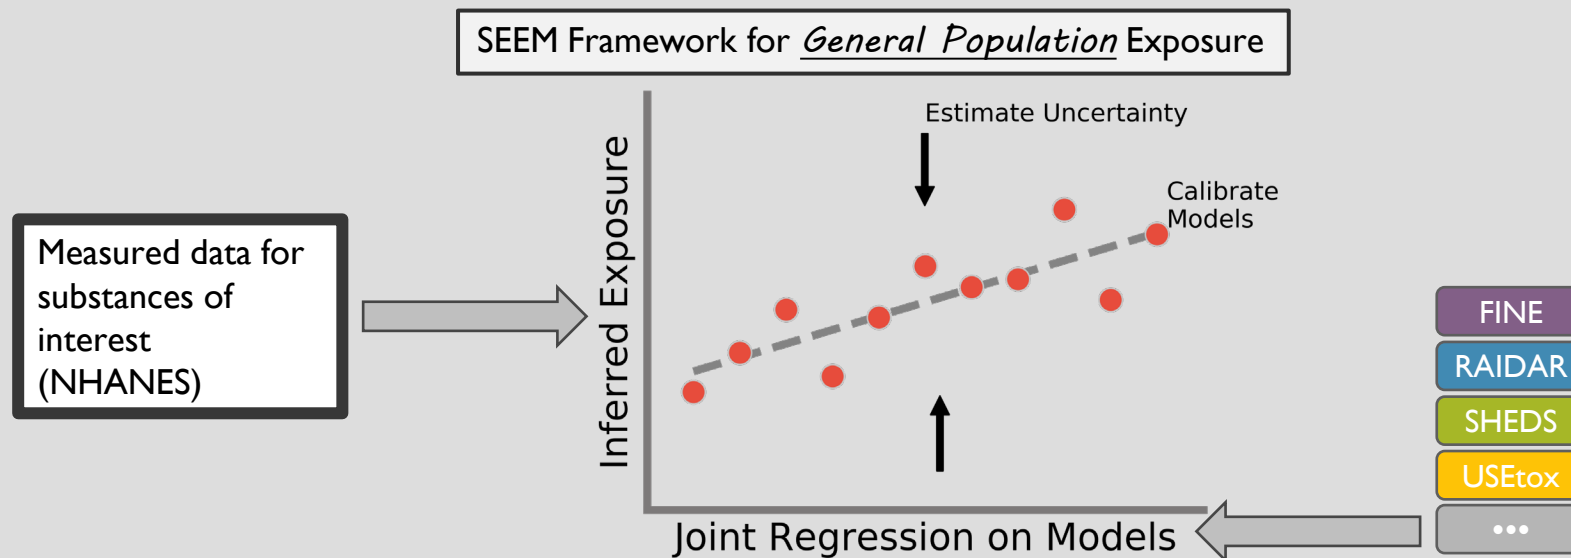 SEEM Framework for General Population Exposure
Estimate Uncertainty
Calibrate
Models
Inferred Exposure
Measured data for
substances of
interest
(NHANES)
FINE
RAIDAR
SHEDS
USEtox
•••
Joint Regression on Models